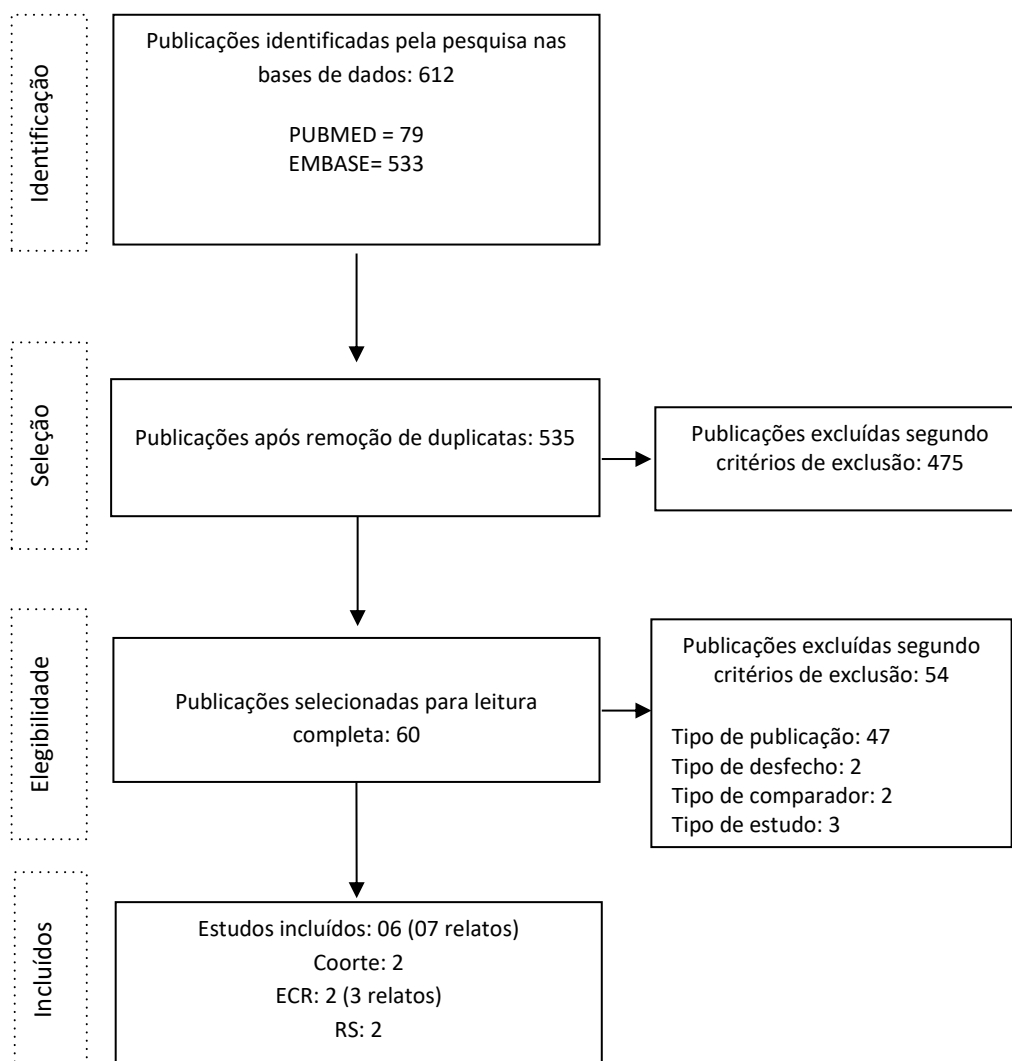 Identificação
Publicações identificadas pela pesquisa nas
bases de dados: 612
PUBMED = 79
EMBASE= 533
Seleção
Publicações após remoção de duplicatas: 535
Publicações excluídas segundo
critérios de exclusão: 475
Elegibilidade
Publicações selecionadas para leitura
completa: 60
Publicações excluídas segundo
critérios de exclusão: 54
Tipo de publicação: 47
Tipo de desfecho: 2
Tipo de comparador: 2
Tipo de estudo: 3
Incluídos
Estudos incluídos: 06 (07 relatos)
Coorte: 2
ECR: 2 (3 relatos)
RS: 2